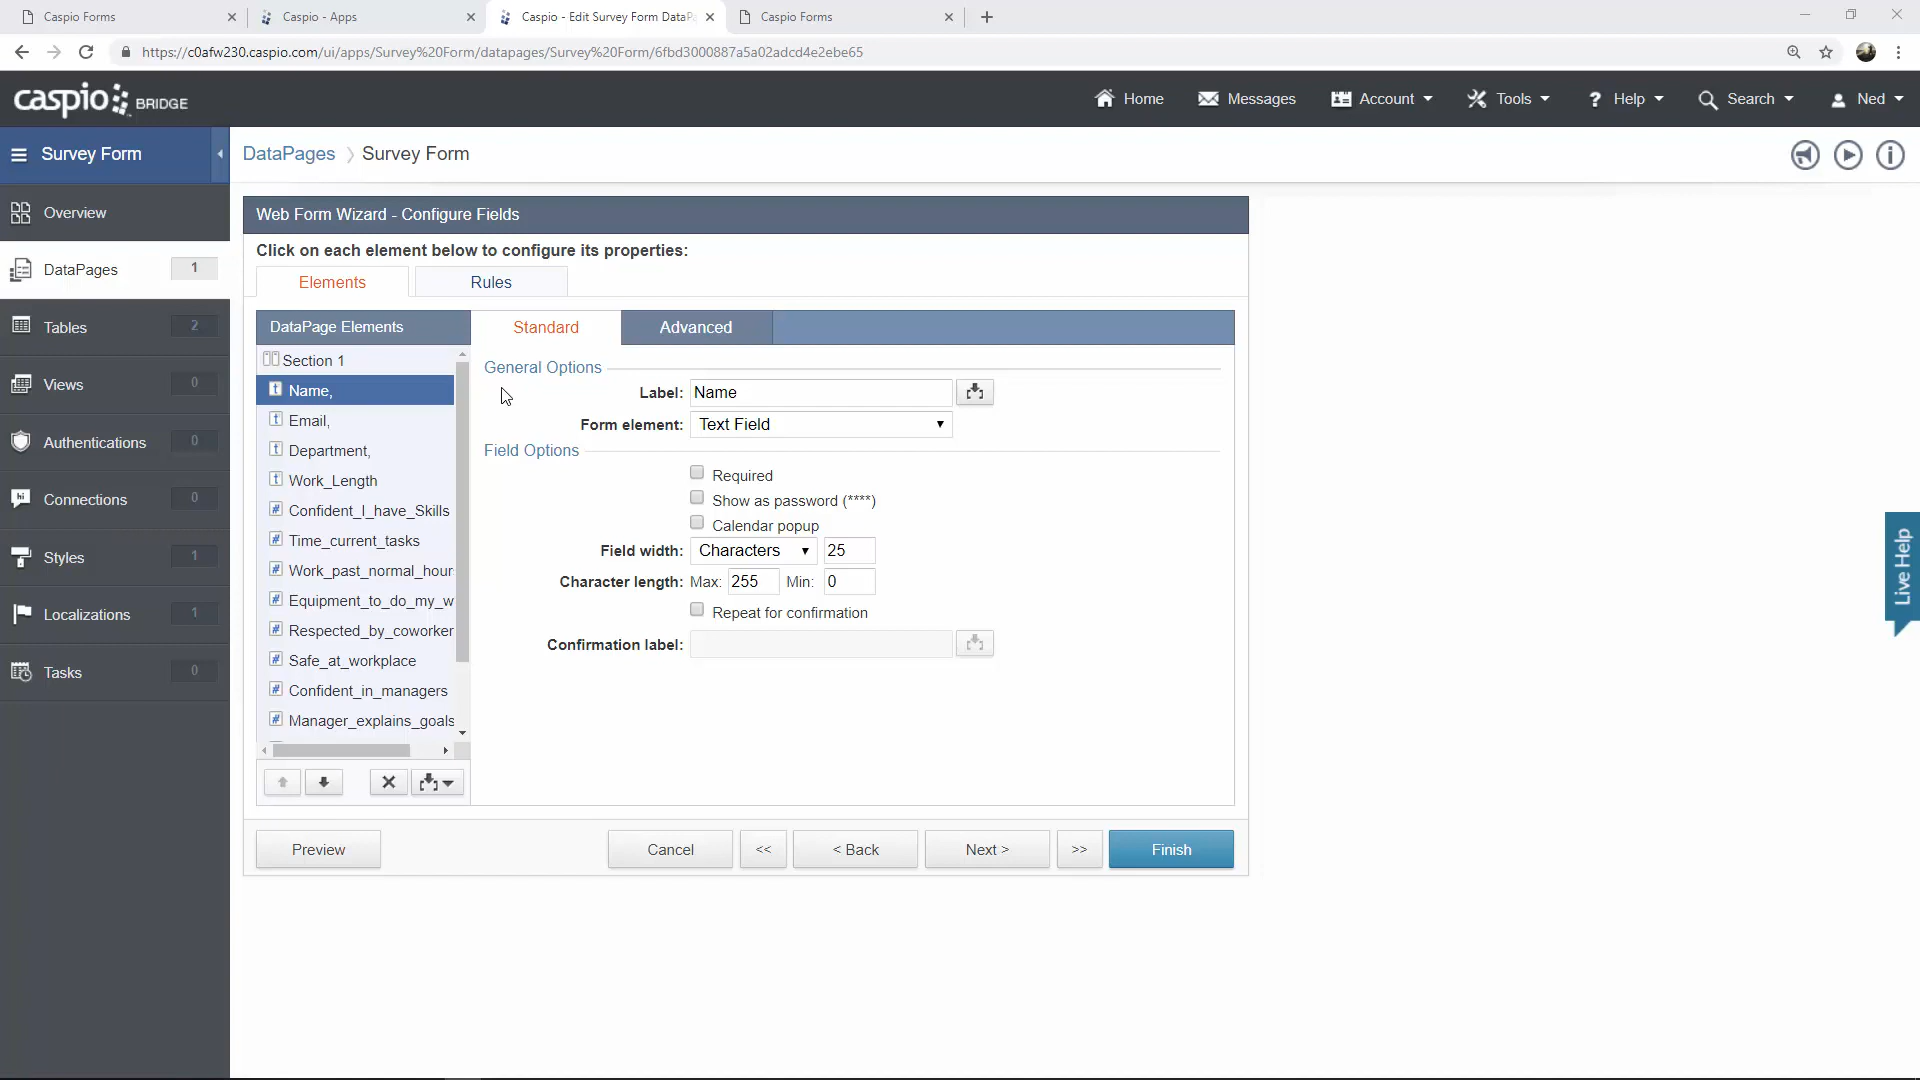 Caspio Forms
Caspio - Apps
Caspio - Edit Survey Form DataP
Caspio Forms
https://c0afw230.caspio.com/ui/apps/Survey%20Form/datapages/Survey%20Form/6fbd3000887a5a02adcd4e2ebe65
caspio BRIDGE
Home
Messages
Account
Tools
? Help
Search
Ned
Survey Form
DataPages
Survey Form
Overview
DataPages 1
Tables 2
Views 0
Authentications 0
hi Connections 0
Styles 1
Localizations 1
Tasks 0
Web Form Wizard - Configure Fields
Click on each element below to configure its properties:
Elements
Rules
DataPage Elements
Standard
Advanced
Section 1
t Name,
t Email,
t Department,
t Work_Length
# Confident_I_have_Skills
# Time_current_tasks
# Work_past_normal_hour
# Equipment_to_do_my_w
# Respected_by_coworker
# Safe_at_workplace
# Confident_in_managers
# Manager_explains_goals
General Options
Label: Name
Form element: Text Field
Field Options
Required
Show as password (****)
Calendar popup
Field width: Characters 25
Character length: Max: 255 Min: 0
Repeat for confirmation
Confirmation label:
Preview
Cancel
<<
< Back
Next >
>>
Finish
Live Help